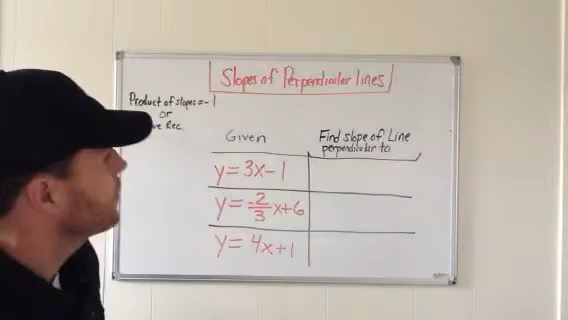 Slopes of Perpendicular lines
Product of slopes = -1
or
Rec.
Given
Find slope of Line
perpendicular to
y = 3x - 1
y = -2/3 x + 6
y = 4x + 1